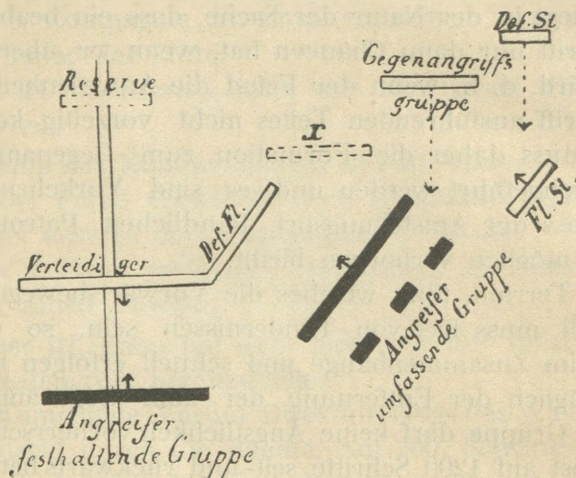 Def. St
Gegenangriffs
gruppe
Reserve
x
Fl. St.
Def. Fl.
Verteidiger
Angreifer
umfassende Gruppe
Angreifer
festhaltende Gruppe